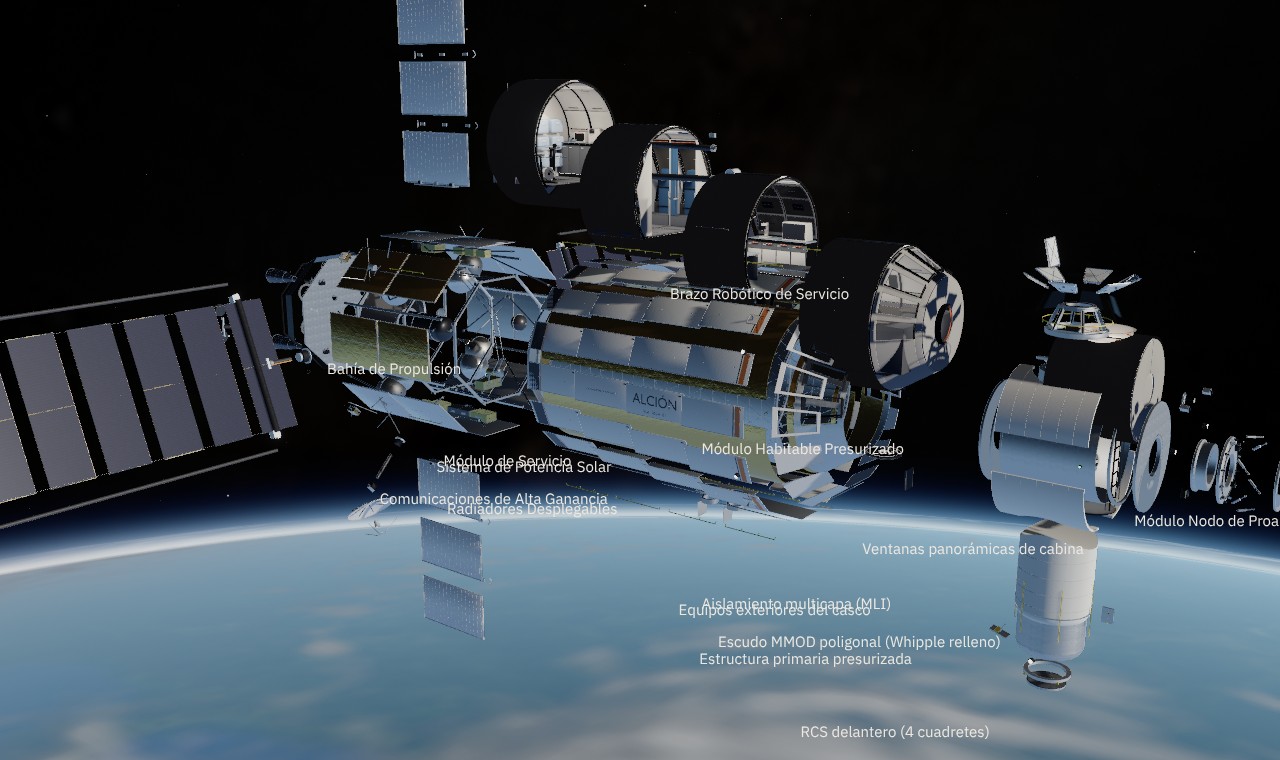 Brazo Robótico de Servicio
Bahía de Propulsión
ALCIÓN
Módulo Habitable Presurizado
Módulo de Servicio
Sistema de Potencia Solar
Comunicaciones de Alta Ganancia
Radiadores Desplegables
Módulo Nodo de Proa
Ventanas panorámicas de cabina
Aislamiento multicapa (MLI)
Equipos exteriores del casco
Escudo MMOD poligonal (Whipple relleno)
Estructura primaria presurizada
RCS delantero (4 cuadretes)